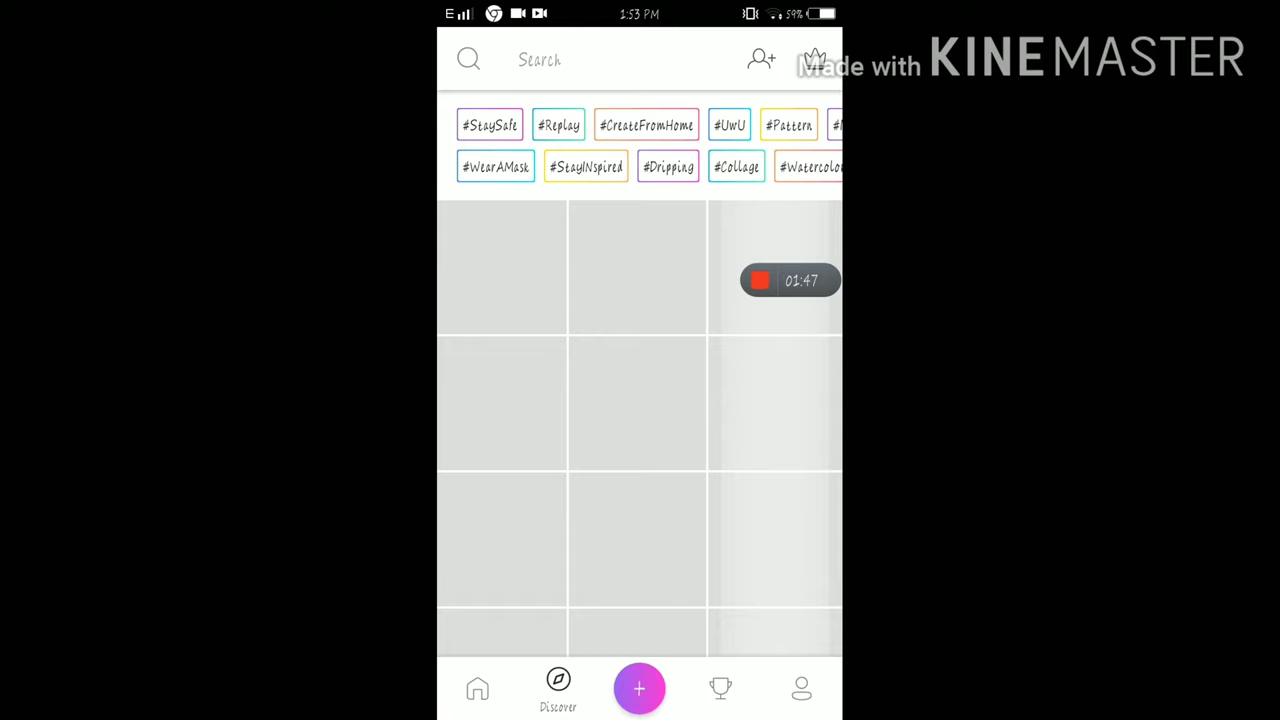 E 1:53 PM 59%
Search
Made with KINEMASTER
#StaySafe #Replay #CreateFromHome #UwU #Pattern
#WearAMask #StayINspired #Dripping #Collage #Watercolor
01:47
Discover